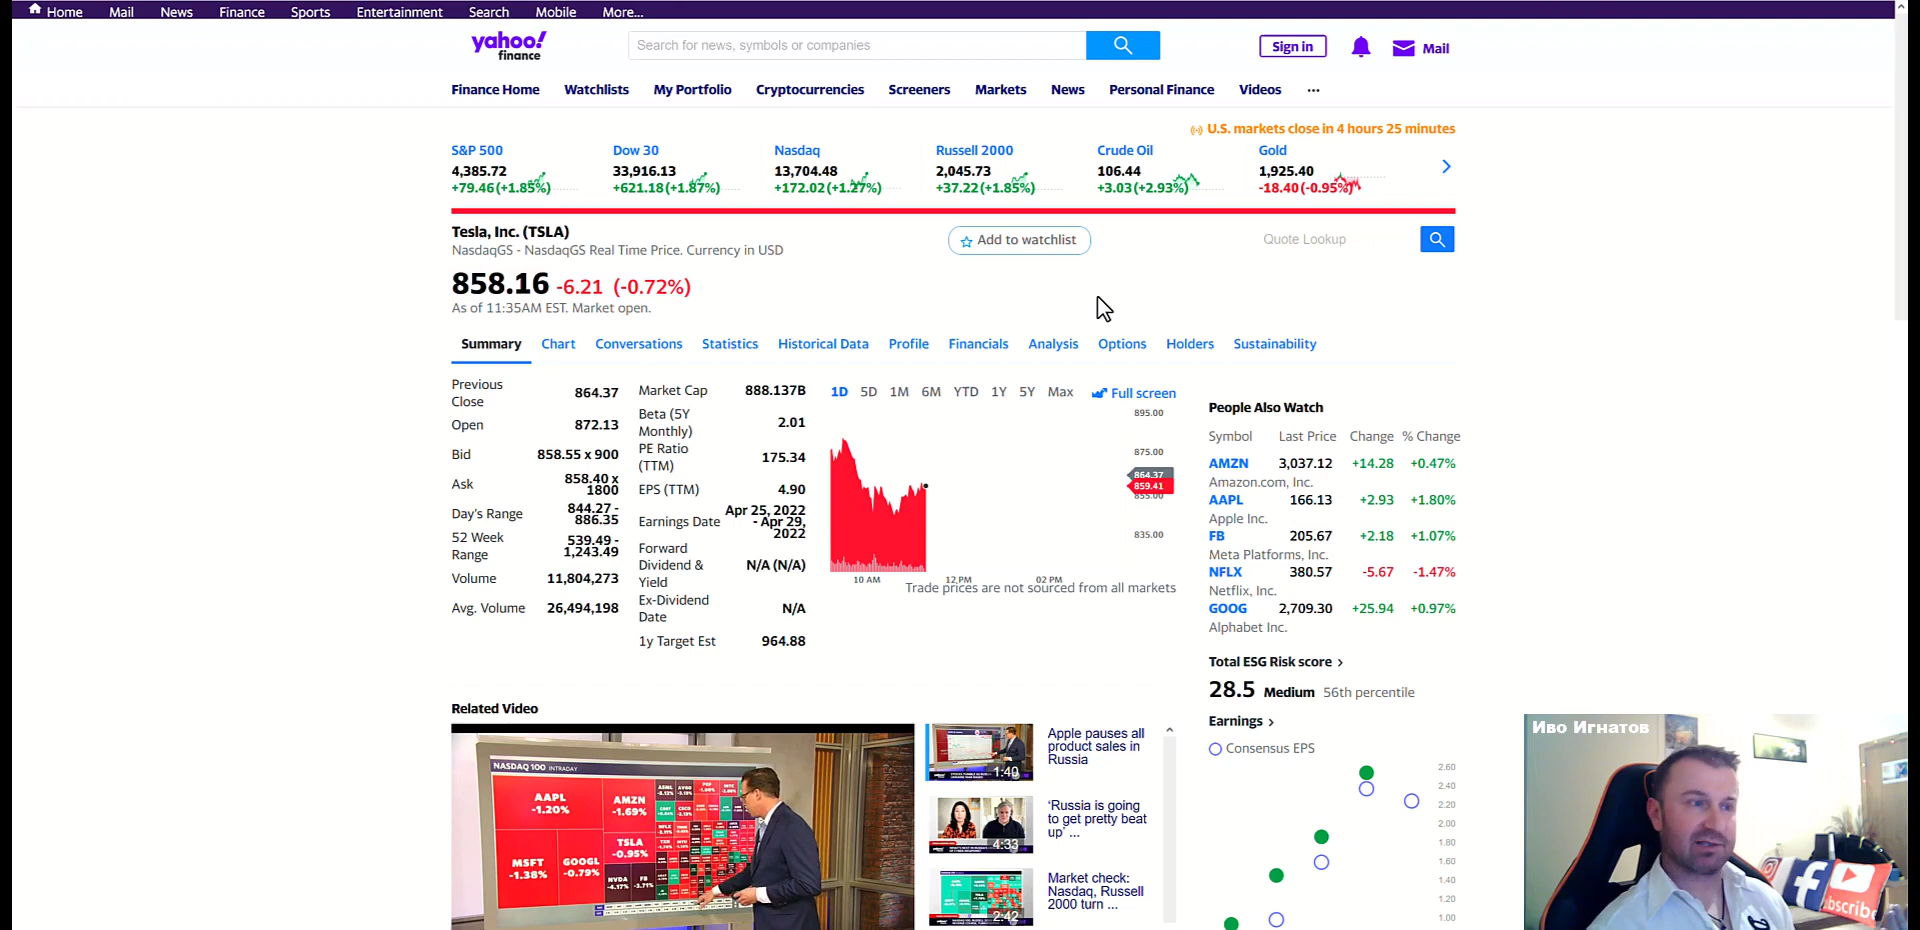 Home Mail News Finance Sports Entertainment Search Mobile More...
yahoo!
finance
Search for news, symbols or companies
Sign in
Mail
Finance Home Watchlists My Portfolio Cryptocurrencies Screeners Markets News Personal Finance Videos ...
U.S. markets close in 4 hours 25 minutes
S&P 500 Dow 30 Nasdaq Russell 2000 Crude Oil Gold
4,385.72 33,916.13 13,704.48 2,045.73 106.44 1,925.40
+79.46 (+1.85%) +621.18 (+1.87%) +172.02 (+1.27%) +37.22 (+1.85%) +3.03 (+2.93%) -18.40 (-0.95%)
Tesla, Inc. (TSLA)
NasdaqGS - NasdaqGS Real Time Price. Currency in USD
Add to watchlist
Quote Lookup
858.16 -6.21 (-0.72%)
As of 11:35AM EST. Market open.
Summary Chart Conversations Statistics Historical Data Profile Financials Analysis Options Holders Sustainability
Previous
Close 864.37
Open 872.13
Bid 858.55 x 900
Ask 858.40 x
1800
Day's Range 844.27 -
886.35
52 Week
Range 539.49 -
1,243.49
Volume 11,804,273
Avg. Volume 26,494,198
Market Cap 888.137B
Beta (5Y
Monthly) 2.01
PE Ratio
(TTM) 175.34
EPS (TTM) 4.90
Earnings Date Apr 25, 2022
- Apr 29,
2022
Forward
Dividend &
Yield N/A (N/A)
Ex-Dividend
Date N/A
1y Target Est 964.88
1D 5D 1M 6M YTD 1Y 5Y Max Full screen
895.00
875.00
864.37
859.41
855.00
835.00
10 AM 12 PM 02 PM
Trade prices are not sourced from all markets
People Also Watch
Symbol Last Price Change % Change
AMZN 3,037.12 +14.28 +0.47%
Amazon.com, Inc.
AAPL 166.13 +2.93 +1.80%
Apple Inc.
FB 205.67 +2.18 +1.07%
Meta Platforms, Inc.
NFLX 380.57 -5.67 -1.47%
Netflix, Inc.
GOOG 2,709.30 +25.94 +0.97%
Alphabet Inc.
Total ESG Risk score
28.5 Medium 56th percentile
Earnings
Consensus EPS
2.60
2.40
2.20
2.00
1.80
1.60
1.40
1.20
1.00
Related Video
NASDAQ 100 INTRADAY
AAPL
-1.20%
AMZN
-1.69%
TSLA
-0.95%
MSFT
-1.38%
GOOGL
-0.79%
NVDA
-4.17%
FB
-3.71%
1:40
Apple pauses all
product sales in
Russia
4:33
'Russia is going
to get pretty beat
up' ...
2:42
Market check:
Nasdaq, Russell
2000 turn ...
Иво Игнатов